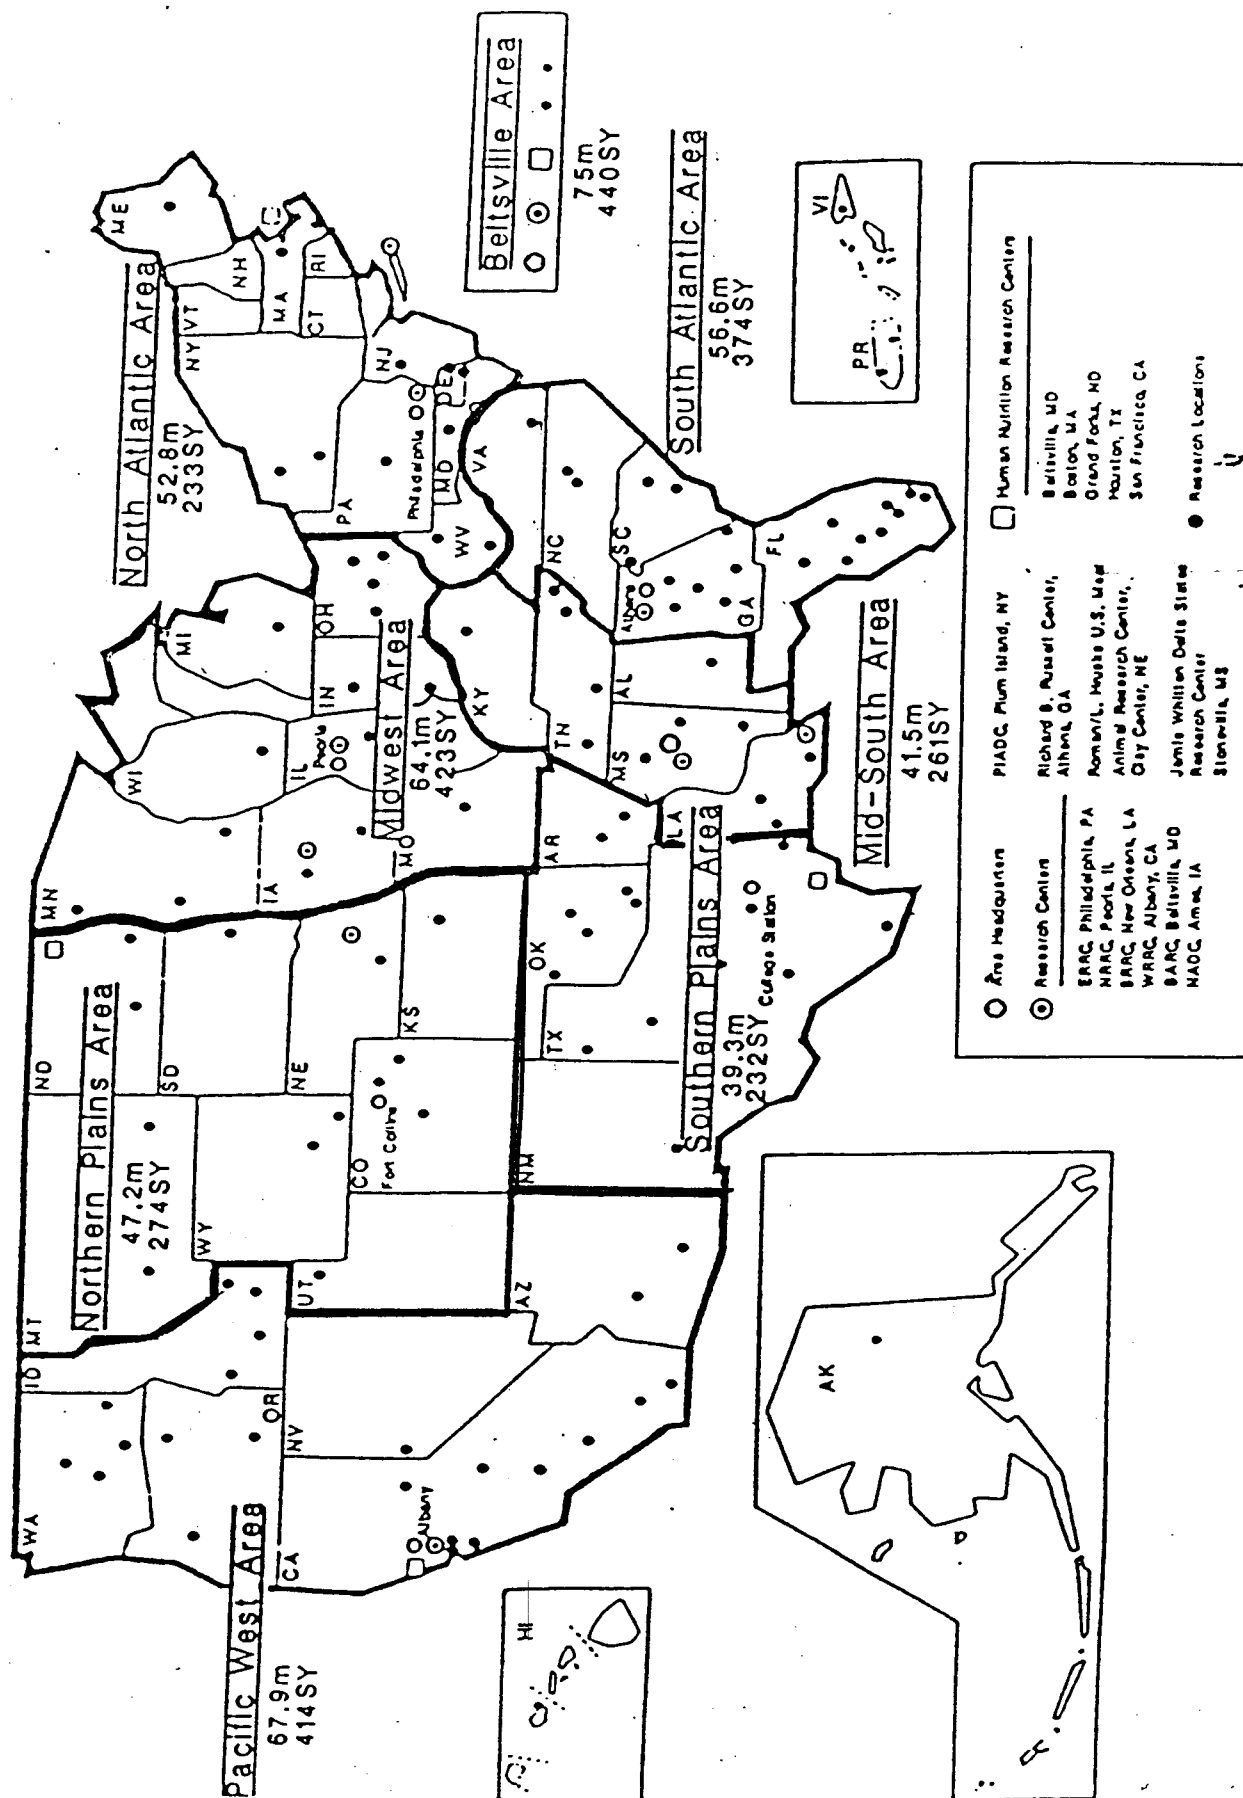 Pacific West Area
67.9m
414SY
Northern Plains Area
47.2m
274SY
Midwest Area
64.1m
423SY
North Atlantic Area
52.8m
233SY
Beltsville Area
75m
440SY
South Atlantic Area
56.6m
374SY
Mid-South Area
41.5m
261SY
Southern Plains Area
39.3m
232SY
WA
ID
MT
ND
MN
WI
MI
NY
VT
NH
ME
MA
CT
RI
NJ
PA
DE
MD
MD
VA
WV
OH
IN
IL
IA
SD
NE
WY
OR
CA
NV
UT
CO
KS
MO
KY
TN
NC
SC
GA
FL
AL
MS
LA
AR
OK
TX
NM
AZ
AK
HI
PR
VI
Albany
Fort Collins
Peoria
Philadelphia
Athens
College Station
Area Headquarters
Research Centers
ERRC, Philadelphia, PA
NRRC, Peoria, IL
SRRC, New Orleans, LA
WRRC, Albany, CA
BARC, Beltsville, MD
NADC, Ames, IA
PIADC, Plum Island, NY
Richard B. Russell Center,
Athens, GA
Roman L. Hruska U.S. Meat
Animal Research Center,
Clay Center, NE
Jamie Whitten Delta States
Research Center
Stoneville, MS
Human Nutrition Research Center
Beltsville, MD
Boston, MA
Grand Forks, ND
Houston, TX
San Francisco, CA
Research Locations